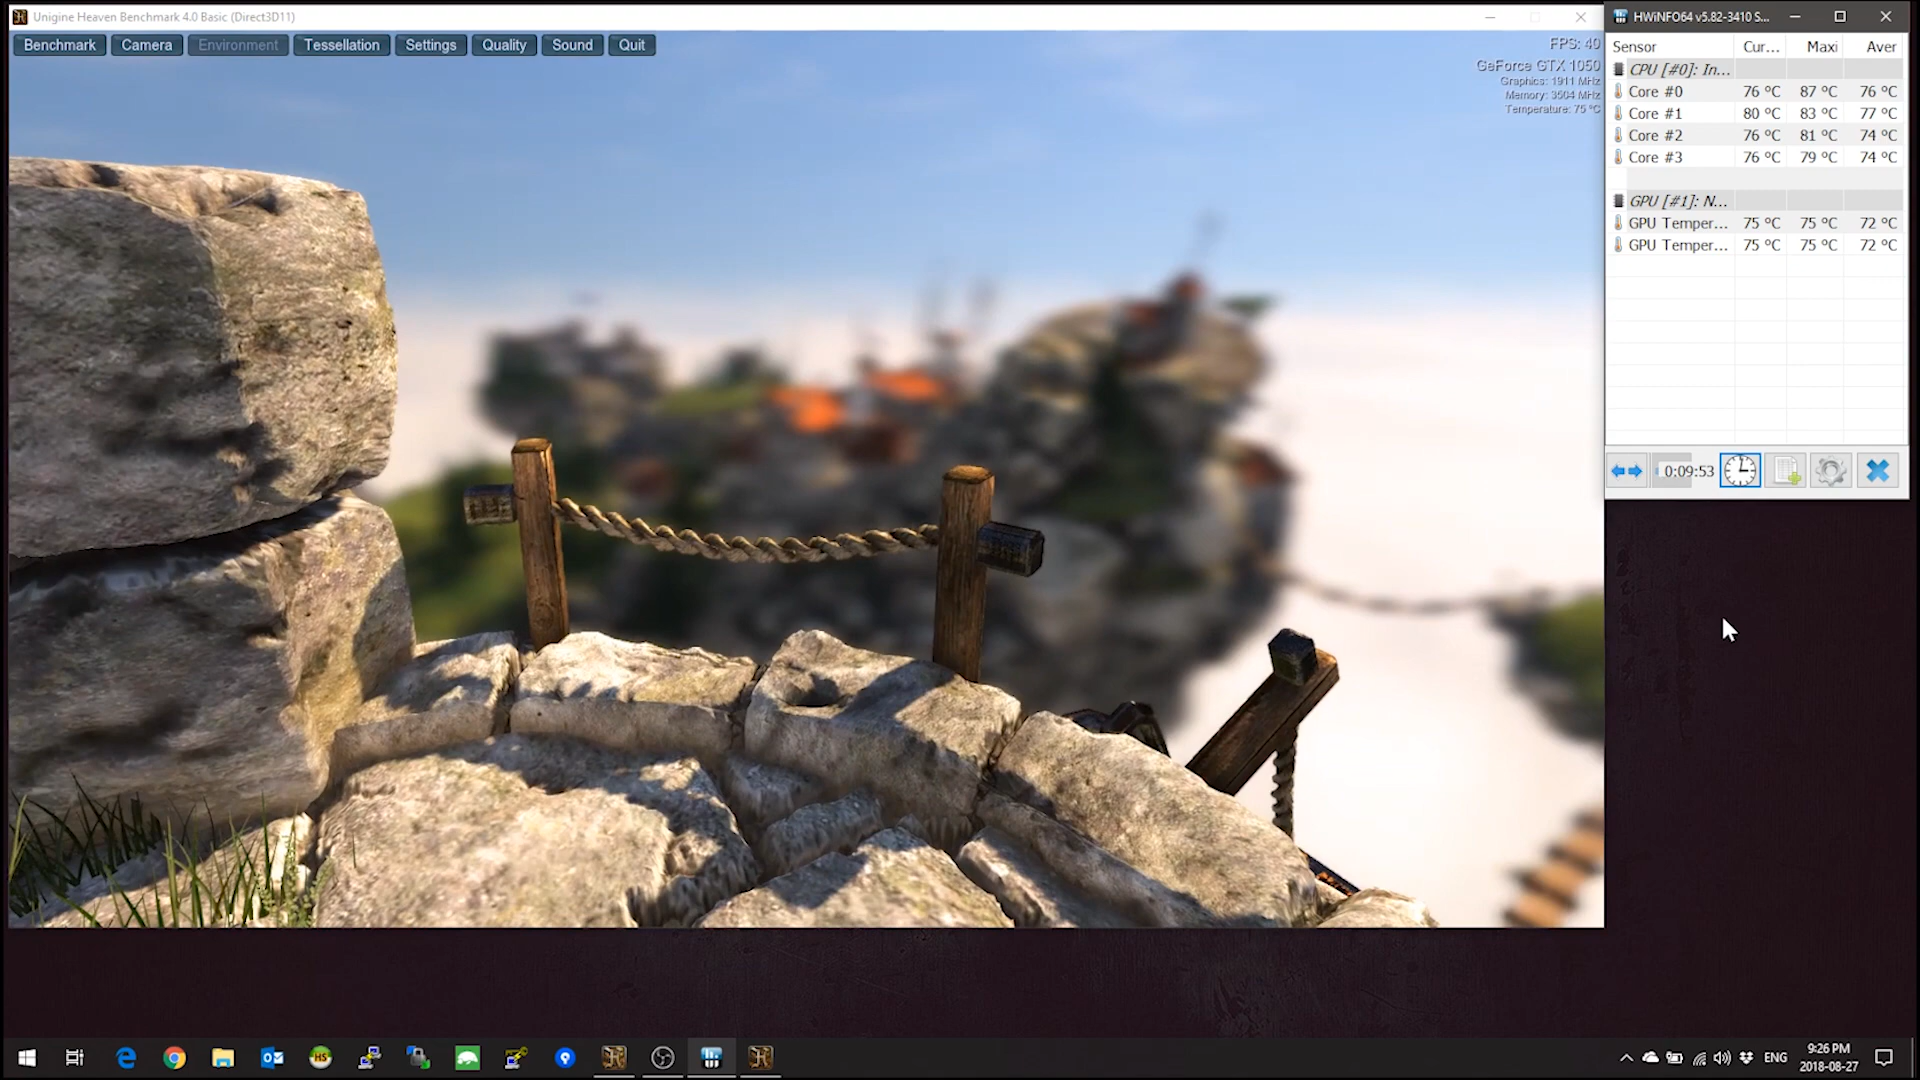 Unigine Heaven Benchmark 4.0 Basic (Direct3D11)
Benchmark Camera Environment Tessellation Settings Quality Sound Quit
FPS: 40
GeForce GTX 1050
Graphics: 1911 MHz
Memory: 3504 MHz
Temperature: 75 °C
HWiNFO64 v5.82-3410 S...
Sensor Cur... Maxi Aver
CPU [#0]: In...
Core #0 76 °C 87 °C 76 °C
Core #1 80 °C 83 °C 77 °C
Core #2 76 °C 81 °C 74 °C
Core #3 76 °C 79 °C 74 °C
GPU [#1]: N...
GPU Temper... 75 °C 75 °C 72 °C
GPU Temper... 75 °C 75 °C 72 °C
0:09:53
HS
ENG
9:26 PM
2018-08-27